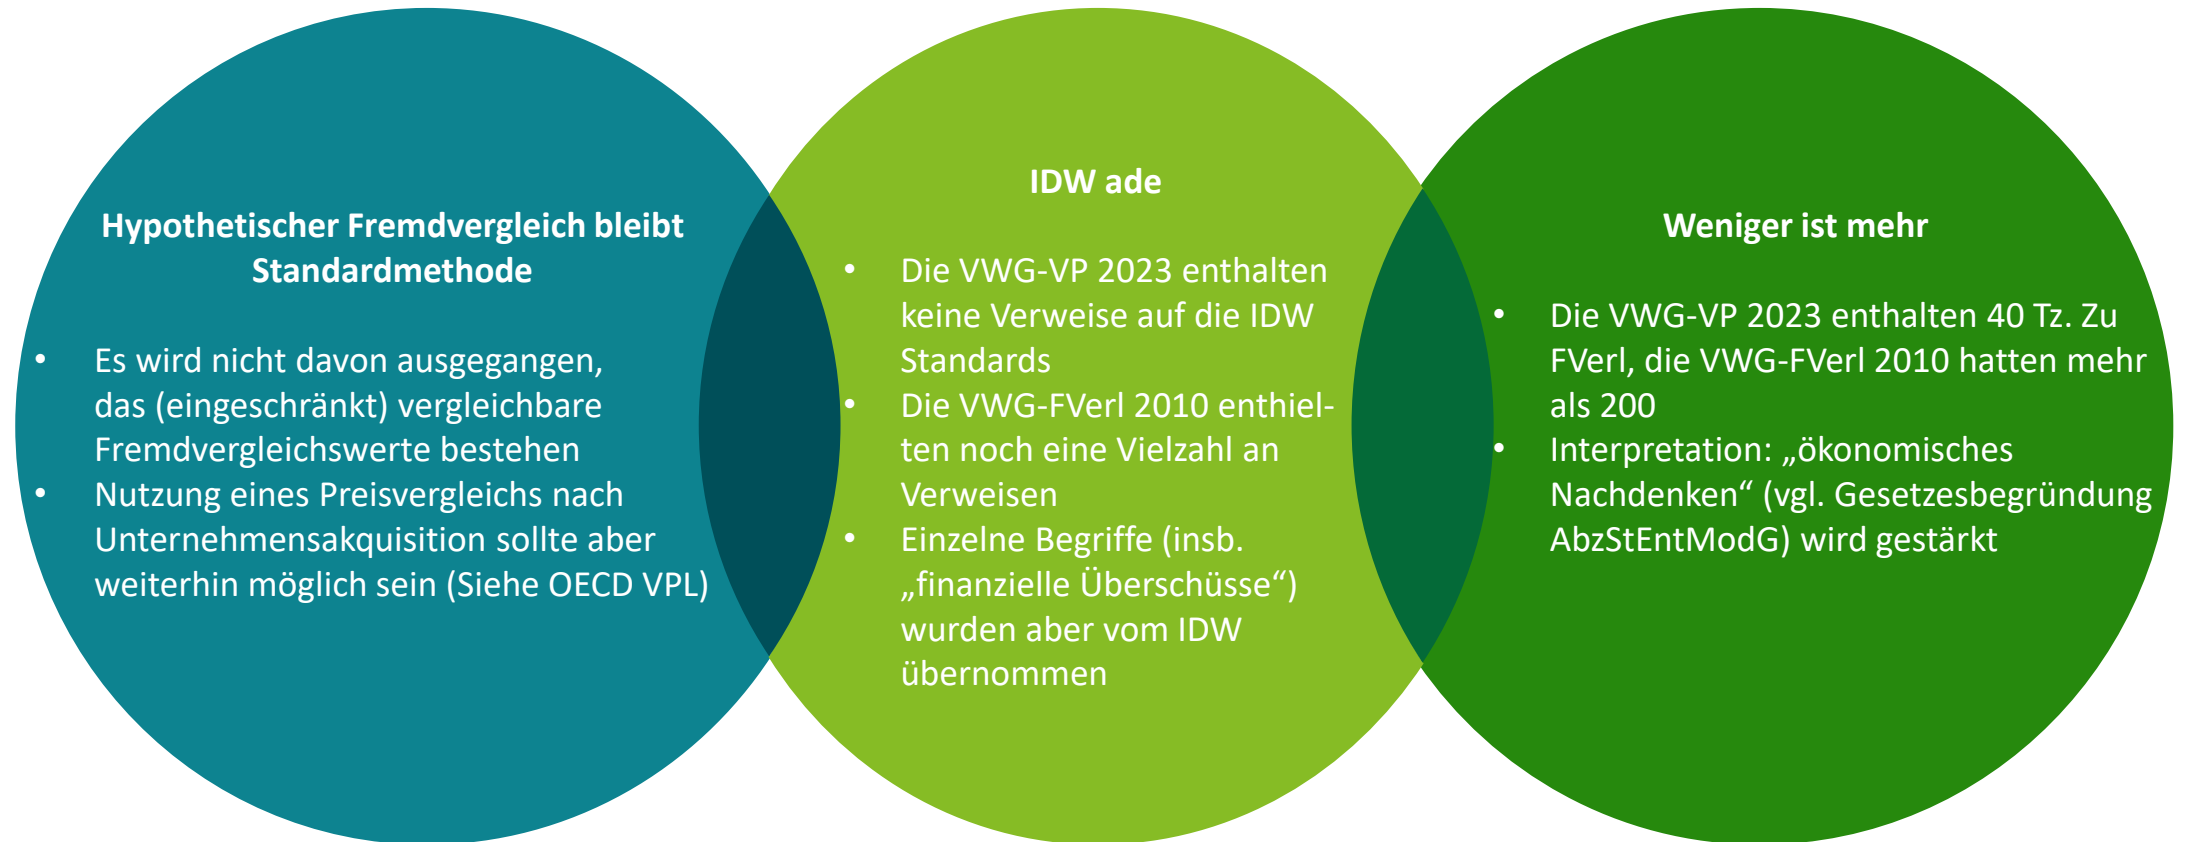 Hypothetischer Fremdvergleich bleibt
Standardmethode
• Es wird nicht davon ausgegangen,
das (eingeschränkt) vergleichbare
Fremdvergleichswerte bestehen
• Nutzung eines Preisvergleichs nach
Unternehmensakquisition sollte aber
weiterhin möglich sein (Siehe OECD VPL)
IDW ade
• Die VWG-VP 2023 enthalten
keine Verweise auf die IDW
Standards
• Die VWG-FVerl 2010 enthiel-
ten noch eine Vielzahl an
Verweisen
• Einzelne Begriffe (insb.
„finanzielle Überschüsse“)
wurden aber vom IDW
übernommen
Weniger ist mehr
• Die VWG-VP 2023 enthalten 40 Tz. Zu
FVerl, die VWG-FVerl 2010 hatten mehr
als 200
• Interpretation: „ökonomisches
Nachdenken“ (vgl. Gesetzesbegründung
AbzStEntModG) wird gestärkt